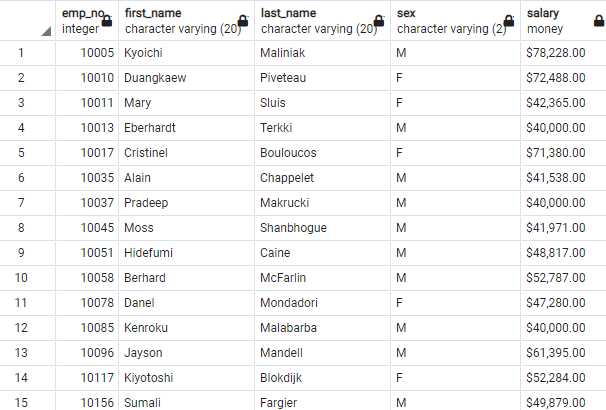 emp_no first_name last_name sex salary
integer character varying (20) character varying (20) character varying (2) money
1 10005 Kyoichi Maliniak M $78,228.00
2 10010 Duangkaew Piveteau F $72,488.00
3 10011 Mary Sluis F $42,365.00
4 10013 Eberhardt Terkki M $40,000.00
5 10017 Cristinel Bouloucos F $71,380.00
6 10035 Alain Chappelet M $41,538.00
7 10037 Pradeep Makrucki M $40,000.00
8 10045 Moss Shanbhogue M $41,971.00
9 10051 Hidefumi Caine M $48,817.00
10 10058 Berhard McFarlin M $52,787.00
11 10078 Danel Mondadori F $47,280.00
12 10085 Kenroku Malabarba M $40,000.00
13 10096 Jayson Mandell M $61,395.00
14 10117 Kiyotoshi Blokdijk F $52,284.00
15 10156 Sumali Fargier M $49,879.00